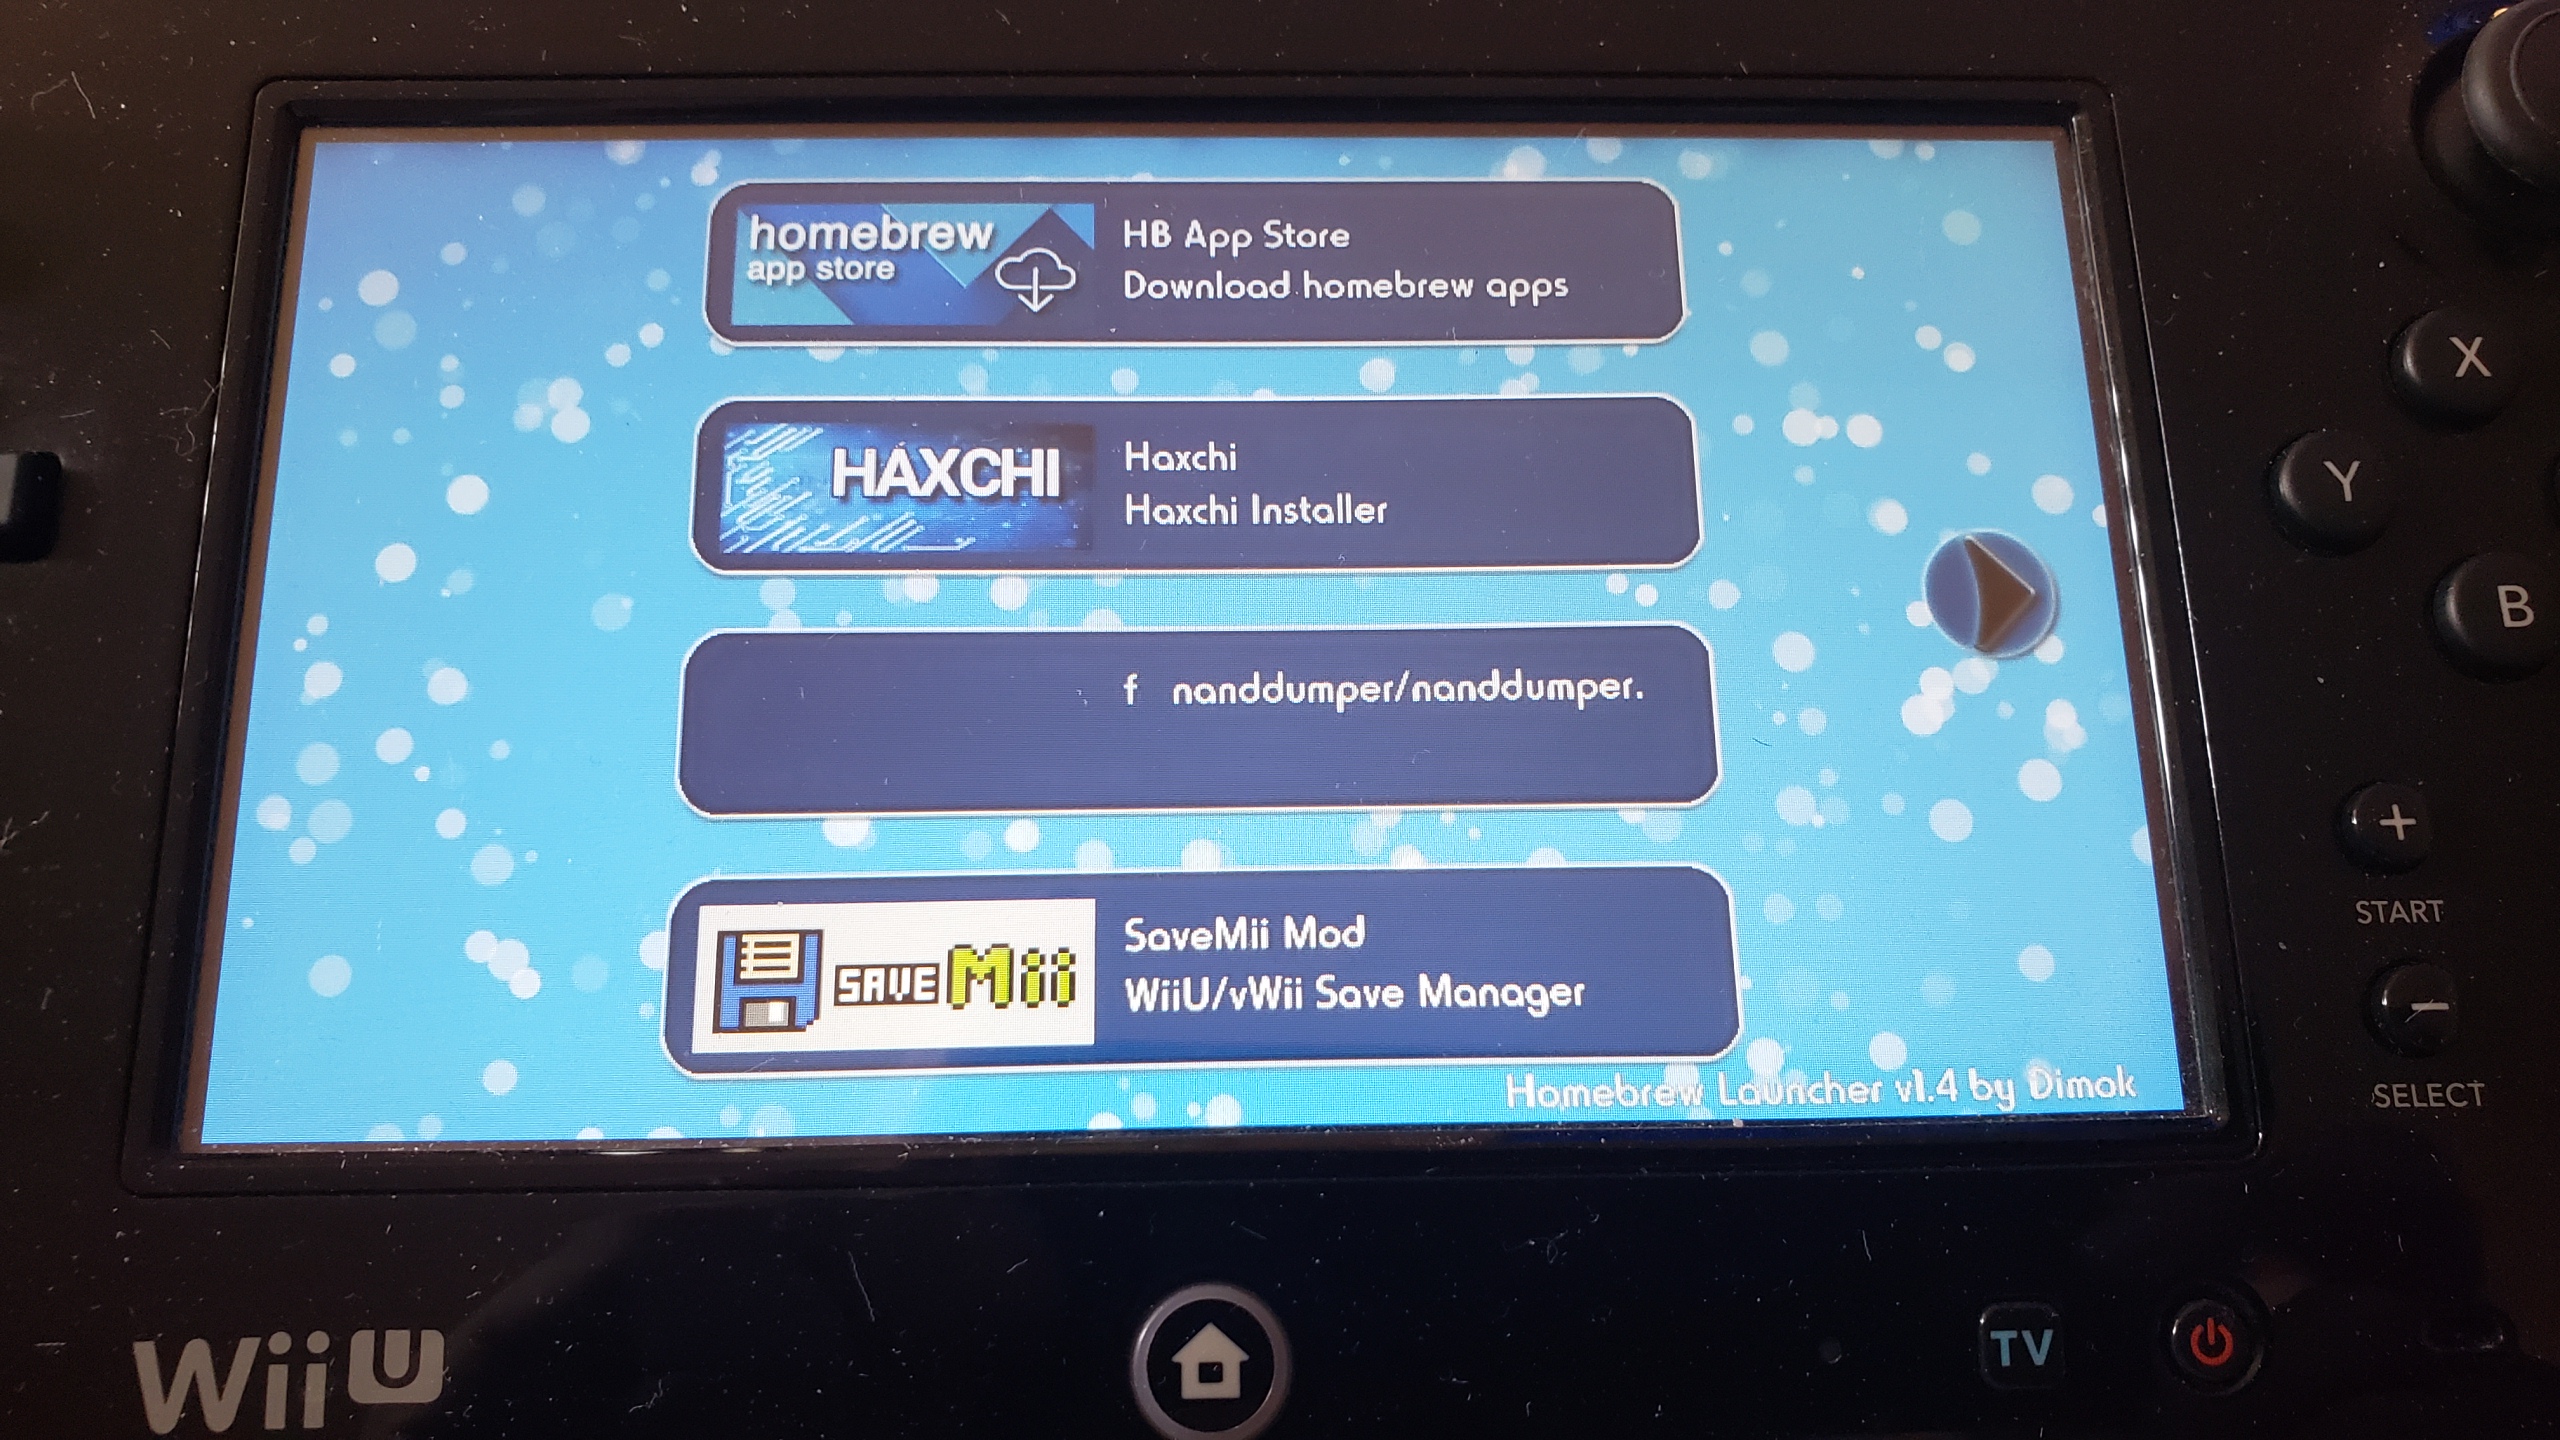 homebrew
app store
HB App Store
Download homebrew apps
HAXCHI
Haxchi
Haxchi Installer
f nanddumper/nanddumper.
SAVE Mii
SaveMii Mod
WiiU/vWii Save Manager
Homebrew Launcher v1.4 by Dimok
X
Y
B
+
START
−
SELECT
Wii U
TV